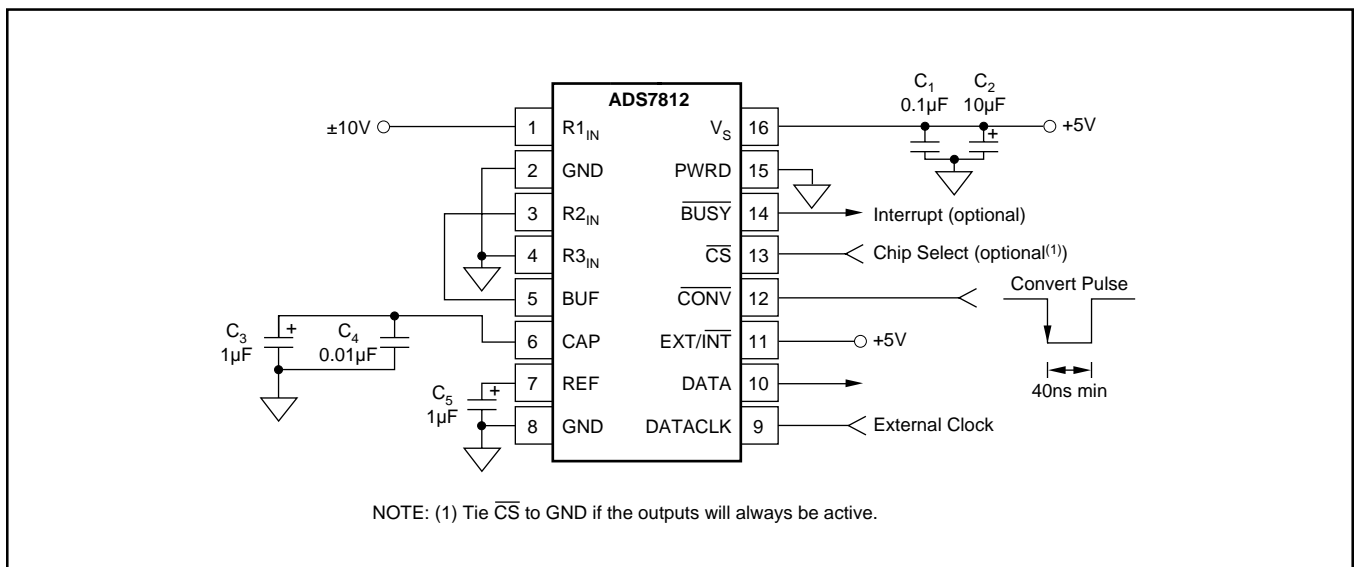 ADS7812
±10V
1 R1IN
2 GND
3 R2IN
4 R3IN
5 BUF
6 CAP
7 REF
8 GND
VS 16
PWRD 15
BUSY 14
CS 13
CONV 12
EXT/INT 11
DATA 10
DATACLK 9
C1
0.1µF
C2
10µF
+
+5V
Interrupt (optional)
Chip Select (optional(1))
Convert Pulse
40ns min
+5V
External Clock
C3
1µF
+
C4
0.01µF
C5
1µF
+
NOTE: (1) Tie CS to GND if the outputs will always be active.